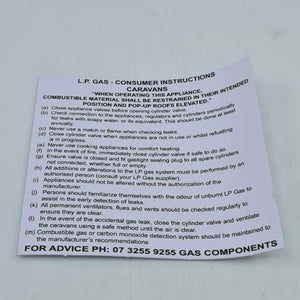 L.P. GAS - CONSUMER INSTRUCTIONS
CARAVANS
"WHEN OPERATING THIS APPLIANCE,
COMBUSTIBLE MATERIAL SHALL BE RESTRAINED IN THEIR INTENDED
POSITION AND POP-UP ROOFS ELEVATED."
(a) Close appliance valves before opening cylinder valves.
(b) Check connection to the appliances, regulators and cylinders periodically
for leaks with soapy water, or its equivalent. This should be done at least
annually.
(c) Never use a match or flame when checking leaks.
(d) Close cylinder valve when appliances are not in use or whilst refutting
is in progress.
(e) Never use cooking appliances for comfort heating.
(f) In the event of fire, immediately close cylinder valve if safe to do so.
(g) Ensure valve is closed and fit gastight sealing plug to all spare cylinders
not connected, whether full or empty.
(h) All additions or alterations to the LP gas system must be performed by an
authorised person (consult your LP Gas supplier).
(i) Appliances should not be altered without the authorization of the
manufacturer.
(j) Persons should familiarize themselves with the odour of unburnt LP Gas to
assist in the early detection of leaks.
(k) All permanent ventilators, flues and vents should be checked regularly to
ensure they are clear.
(l) In the event of the accidental gas leak, close the cylinder valve and ventilate
the caravans using a safe method until the air is clear.
(m) Combustible gas or carbon monoxide detection system should be maintained to
the manufacturer's recommendations
FOR ADVICE PH: 07 3255 9255 GAS COMPONENTS